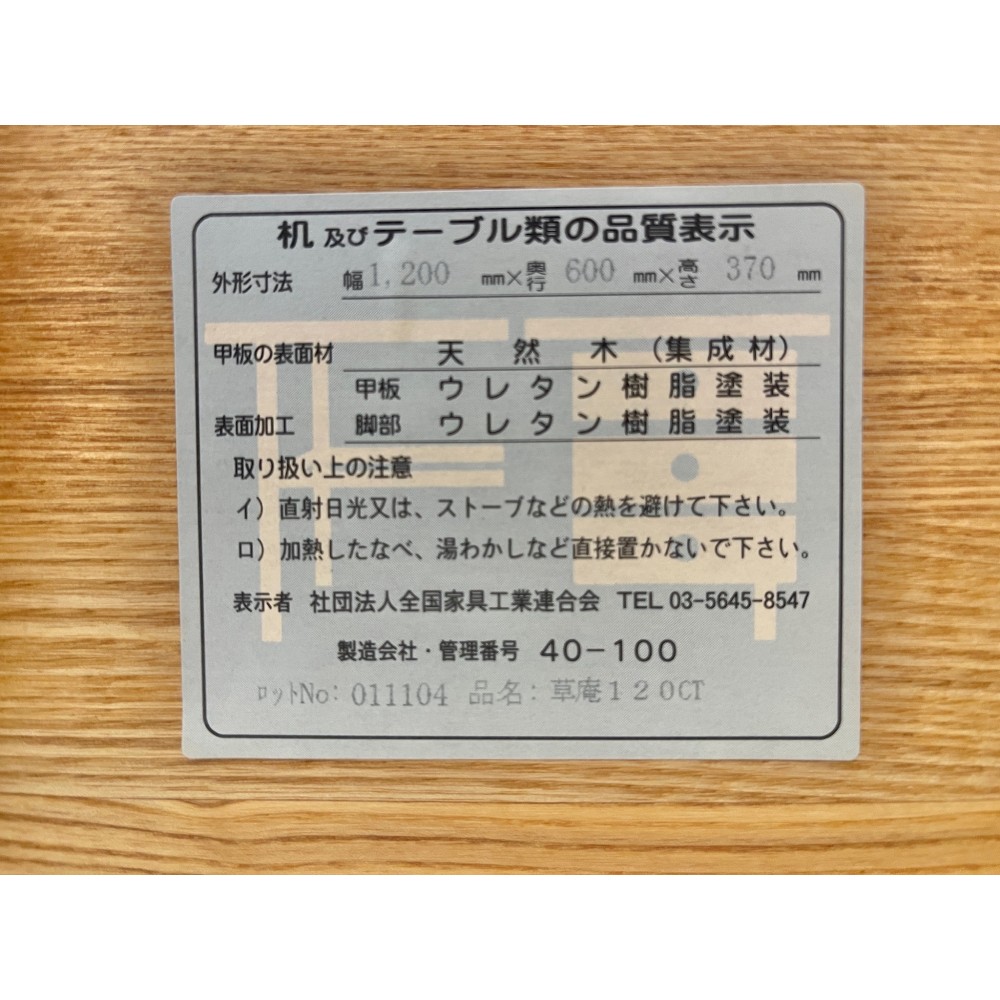 机及びテーブル類の品質表示
外形寸法 幅1,200 mm×奥行 600 mm×高さ 370 mm
甲板の表面材 天然木(集成材)
甲板 ウレタン樹脂塗装
表面加工 脚部 ウレタン樹脂塗装
取り扱い上の注意
イ)直射日光又は、ストーブなどの熱を避けて下さい。
ロ)加熱したなべ、湯わかしなど直接置かないで下さい。
表示者 社団法人全国家具工業連合会 TEL 03-5645-8547
製造会社・管理番号 40-100
ロットNo: 011104 品名: 草庵120CT